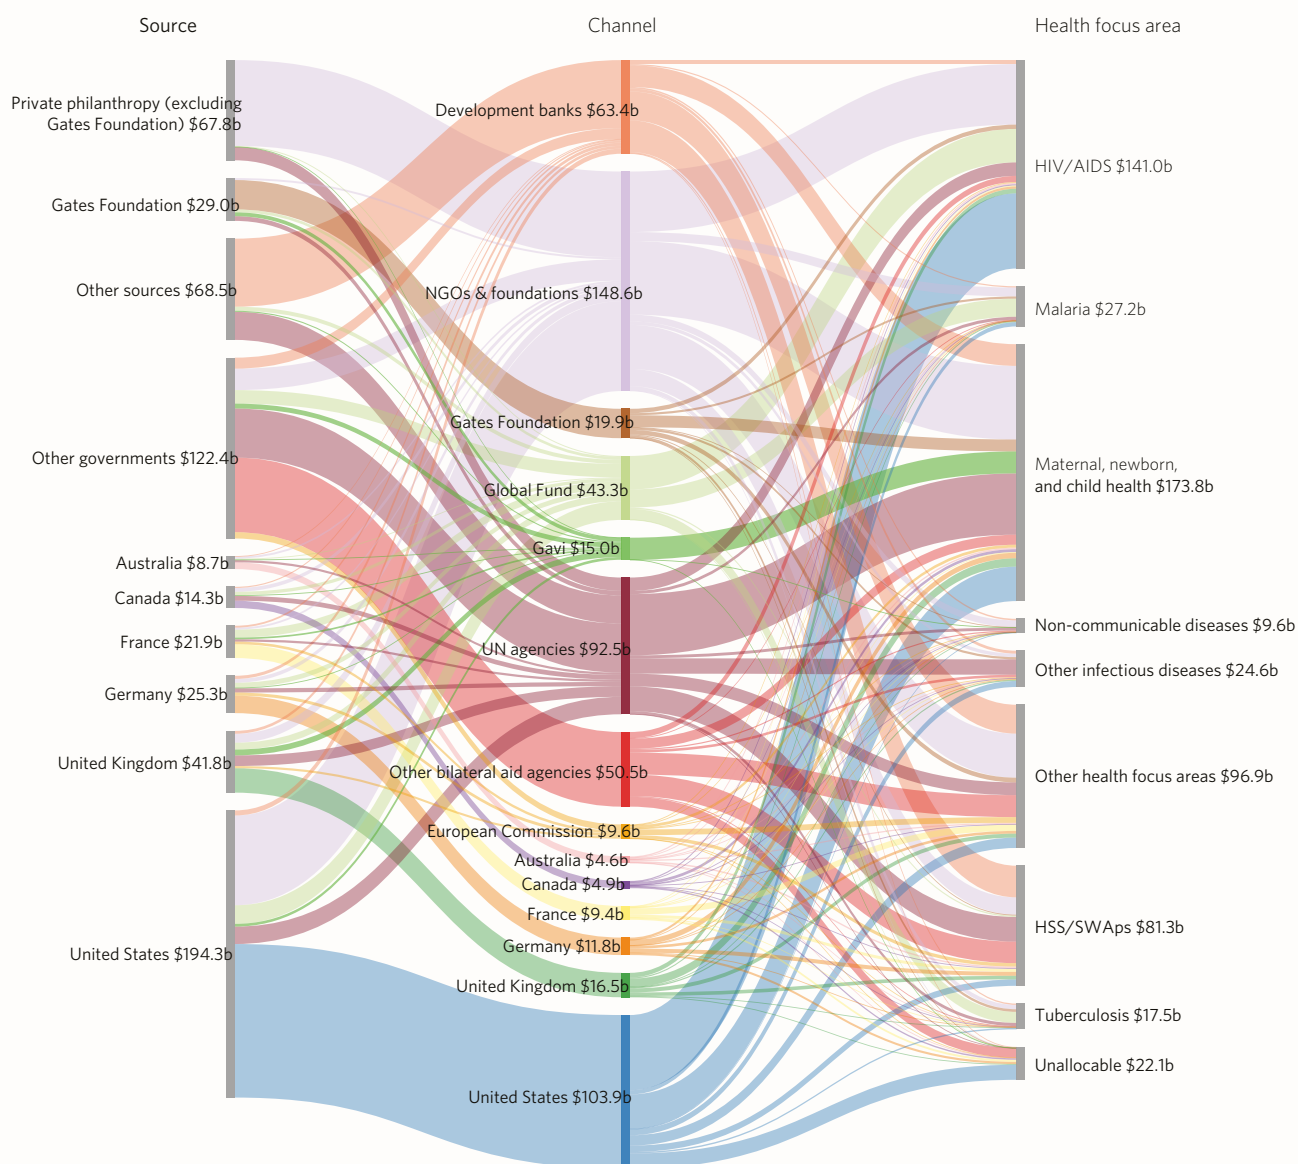 Source
Channel
Health focus area
Private philanthropy (excluding
Gates Foundation) $67.8b
Gates Foundation $29.0b
Other sources $68.5b
Other governments $122.4b
Australia $8.7b
Canada $14.3b
France $21.9b
Germany $25.3b
United Kingdom $41.8b
United States $194.3b
Development banks $63.4b
NGOs & foundations $148.6b
Gates Foundation $19.9b
Global Fund $43.3b
Gavi $15.0b
UN agencies $92.5b
Other bilateral aid agencies $50.5b
European Commission $9.6b
Australia $4.6b
Canada $4.9b
France $9.4b
Germany $11.8b
United Kingdom $16.5b
United States $103.9b
HIV/AIDS $141.0b
Malaria $27.2b
Maternal, newborn,
and child health $173.8b
Non-communicable diseases $9.6b
Other infectious diseases $24.6b
Other health focus areas $96.9b
HSS/SWAps $81.3b
Tuberculosis $17.5b
Unallocable $22.1b